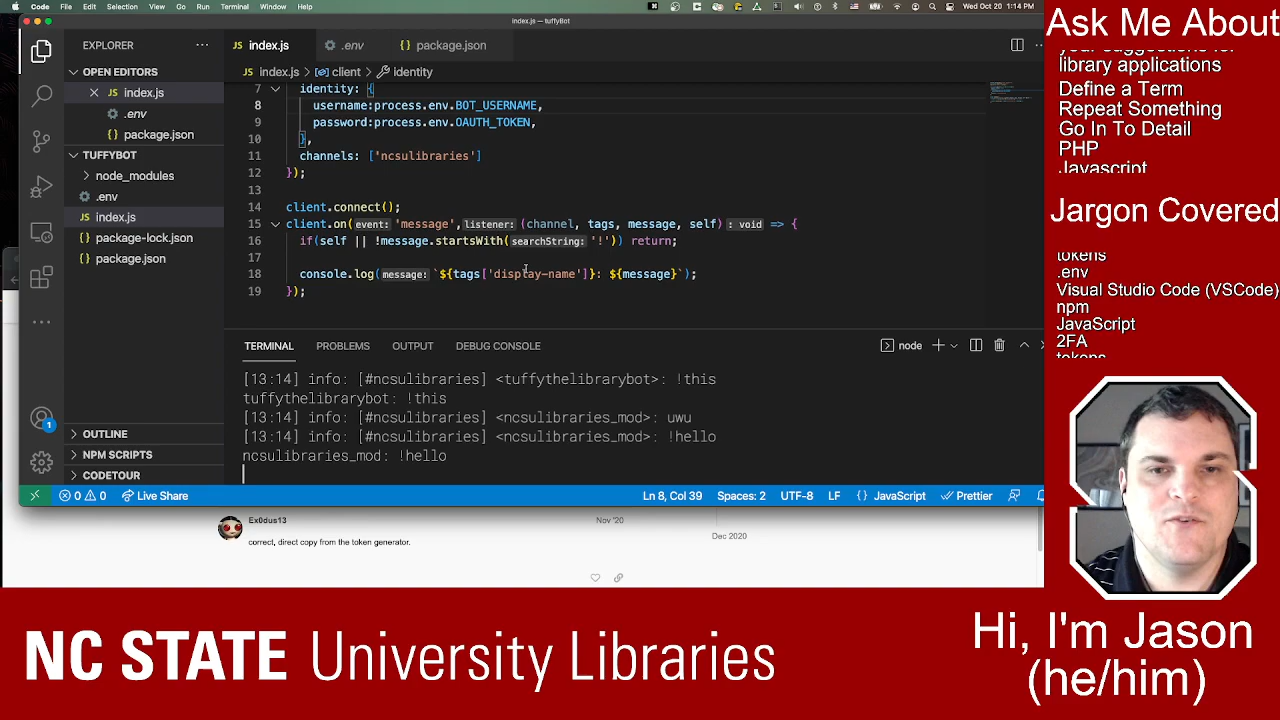 Code File Edit Selection View Go Run Terminal Window Help
Wed Oct 20 1:14 PM
index.js — tuffyBot
EXPLORER
OPEN EDITORS
index.js
.env
package.json
TUFFYBOT
node_modules
.env
index.js
package-lock.json
package.json
OUTLINE
NPM SCRIPTS
CODETOUR
1
index.js .env package.json
index.js > client > identity
7 identity: {
8 username:process.env.BOT_USERNAME,
9 password:process.env.OAUTH_TOKEN,
10 },
11 channels: ['ncsulibraries']
12 });
13
14 client.connect();
15 client.on(event: 'message',listener: (channel, tags, message, self): void => {
16 if(self || !message.startsWith(searchString: '!')) return;
17
18 console.log(message: `${tags['display-name']}: ${message}`);
19 });
TERMINAL PROBLEMS OUTPUT DEBUG CONSOLE
node
[13:14] info: [#ncsulibraries] <tuffythelibrarybot>: !this
tuffythelibrarybot: !this
[13:14] info: [#ncsulibraries] <ncsulibraries_mod>: uwu
[13:14] info: [#ncsulibraries] <ncsulibraries_mod>: !hello
ncsulibraries_mod: !hello
0 0 Live Share Ln 8, Col 39 Spaces: 2 UTF-8 LF {} JavaScript Prettier
Ex0dus13
Nov '20
correct, direct copy from the token generator.
Dec 2020
Ask Me About
your suggestions for
library applications
Define a Term
Repeat Something
Go In To Detail
PHP
Javascript
Jargon Covered
tokens
.env
Visual Studio Code (VSCode)
npm
JavaScript
2FA
tokens
NC STATE University Libraries
Hi, I'm Jason
(he/him)